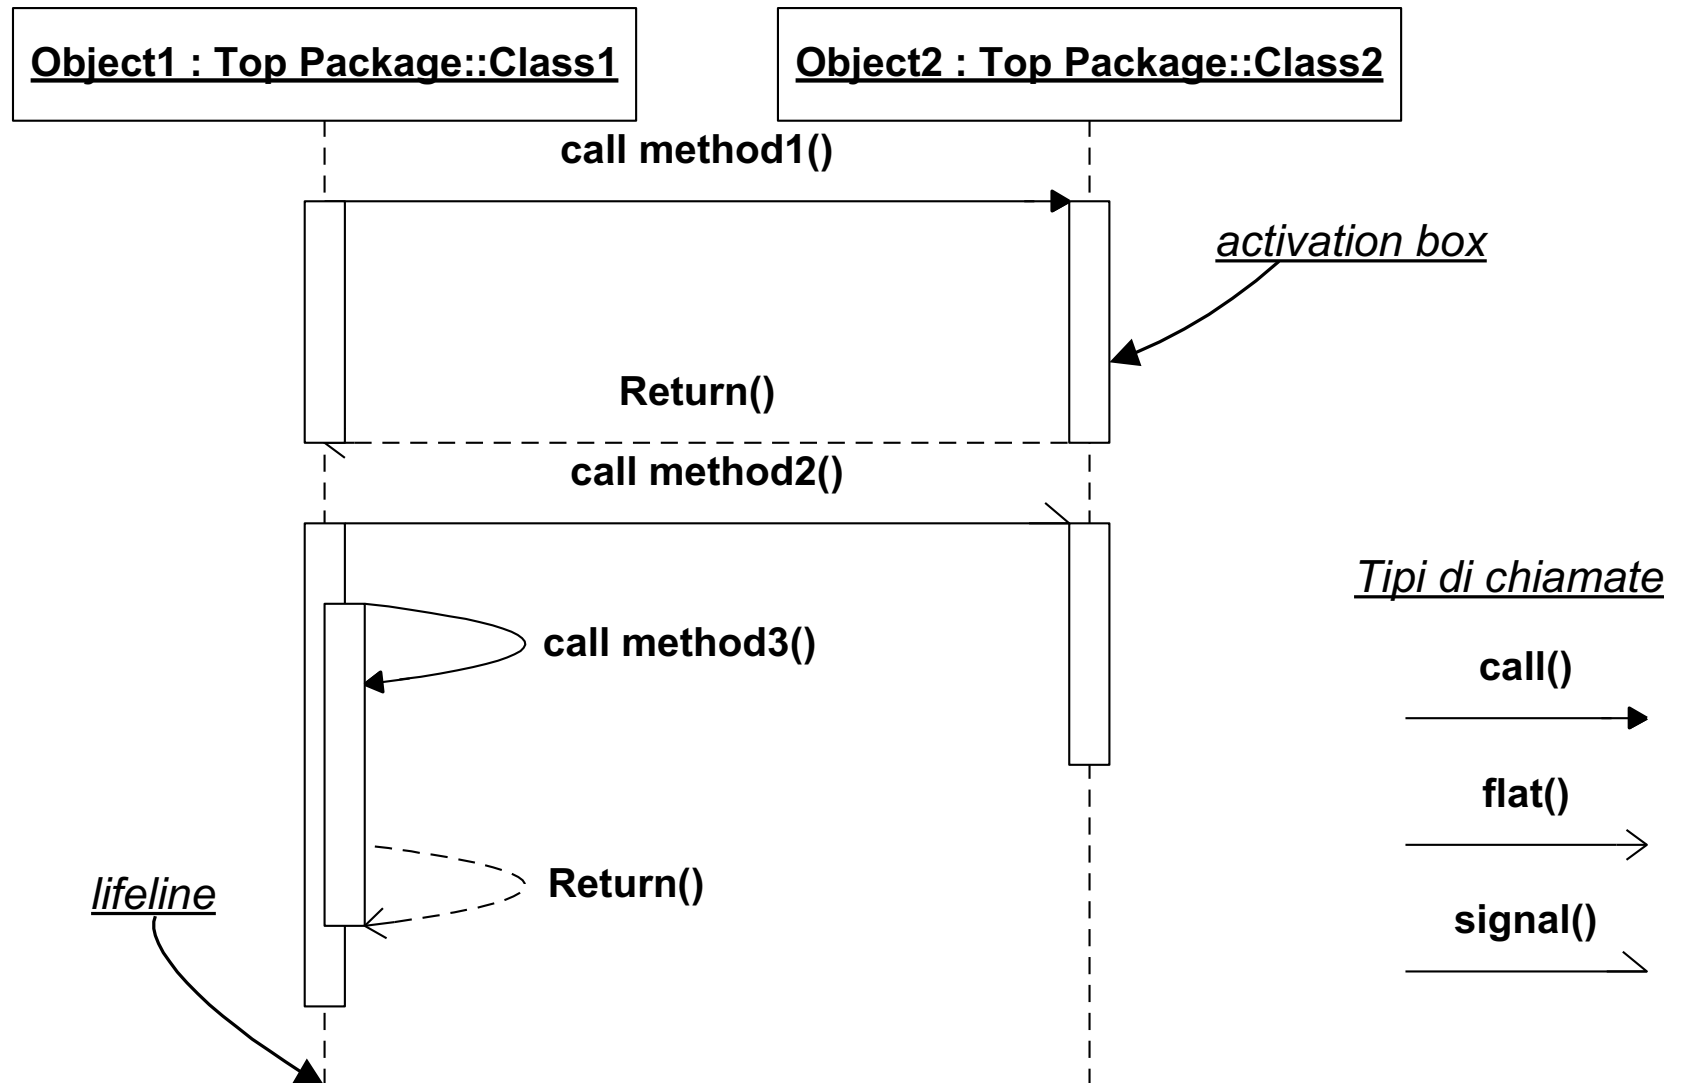 Object1 : Top Package::Class1
Object2 : Top Package::Class2
call method1()
activation box
Return()
call method2()
Tipi di chiamate
call method3()
call()
flat()
Return()
lifeline
signal()